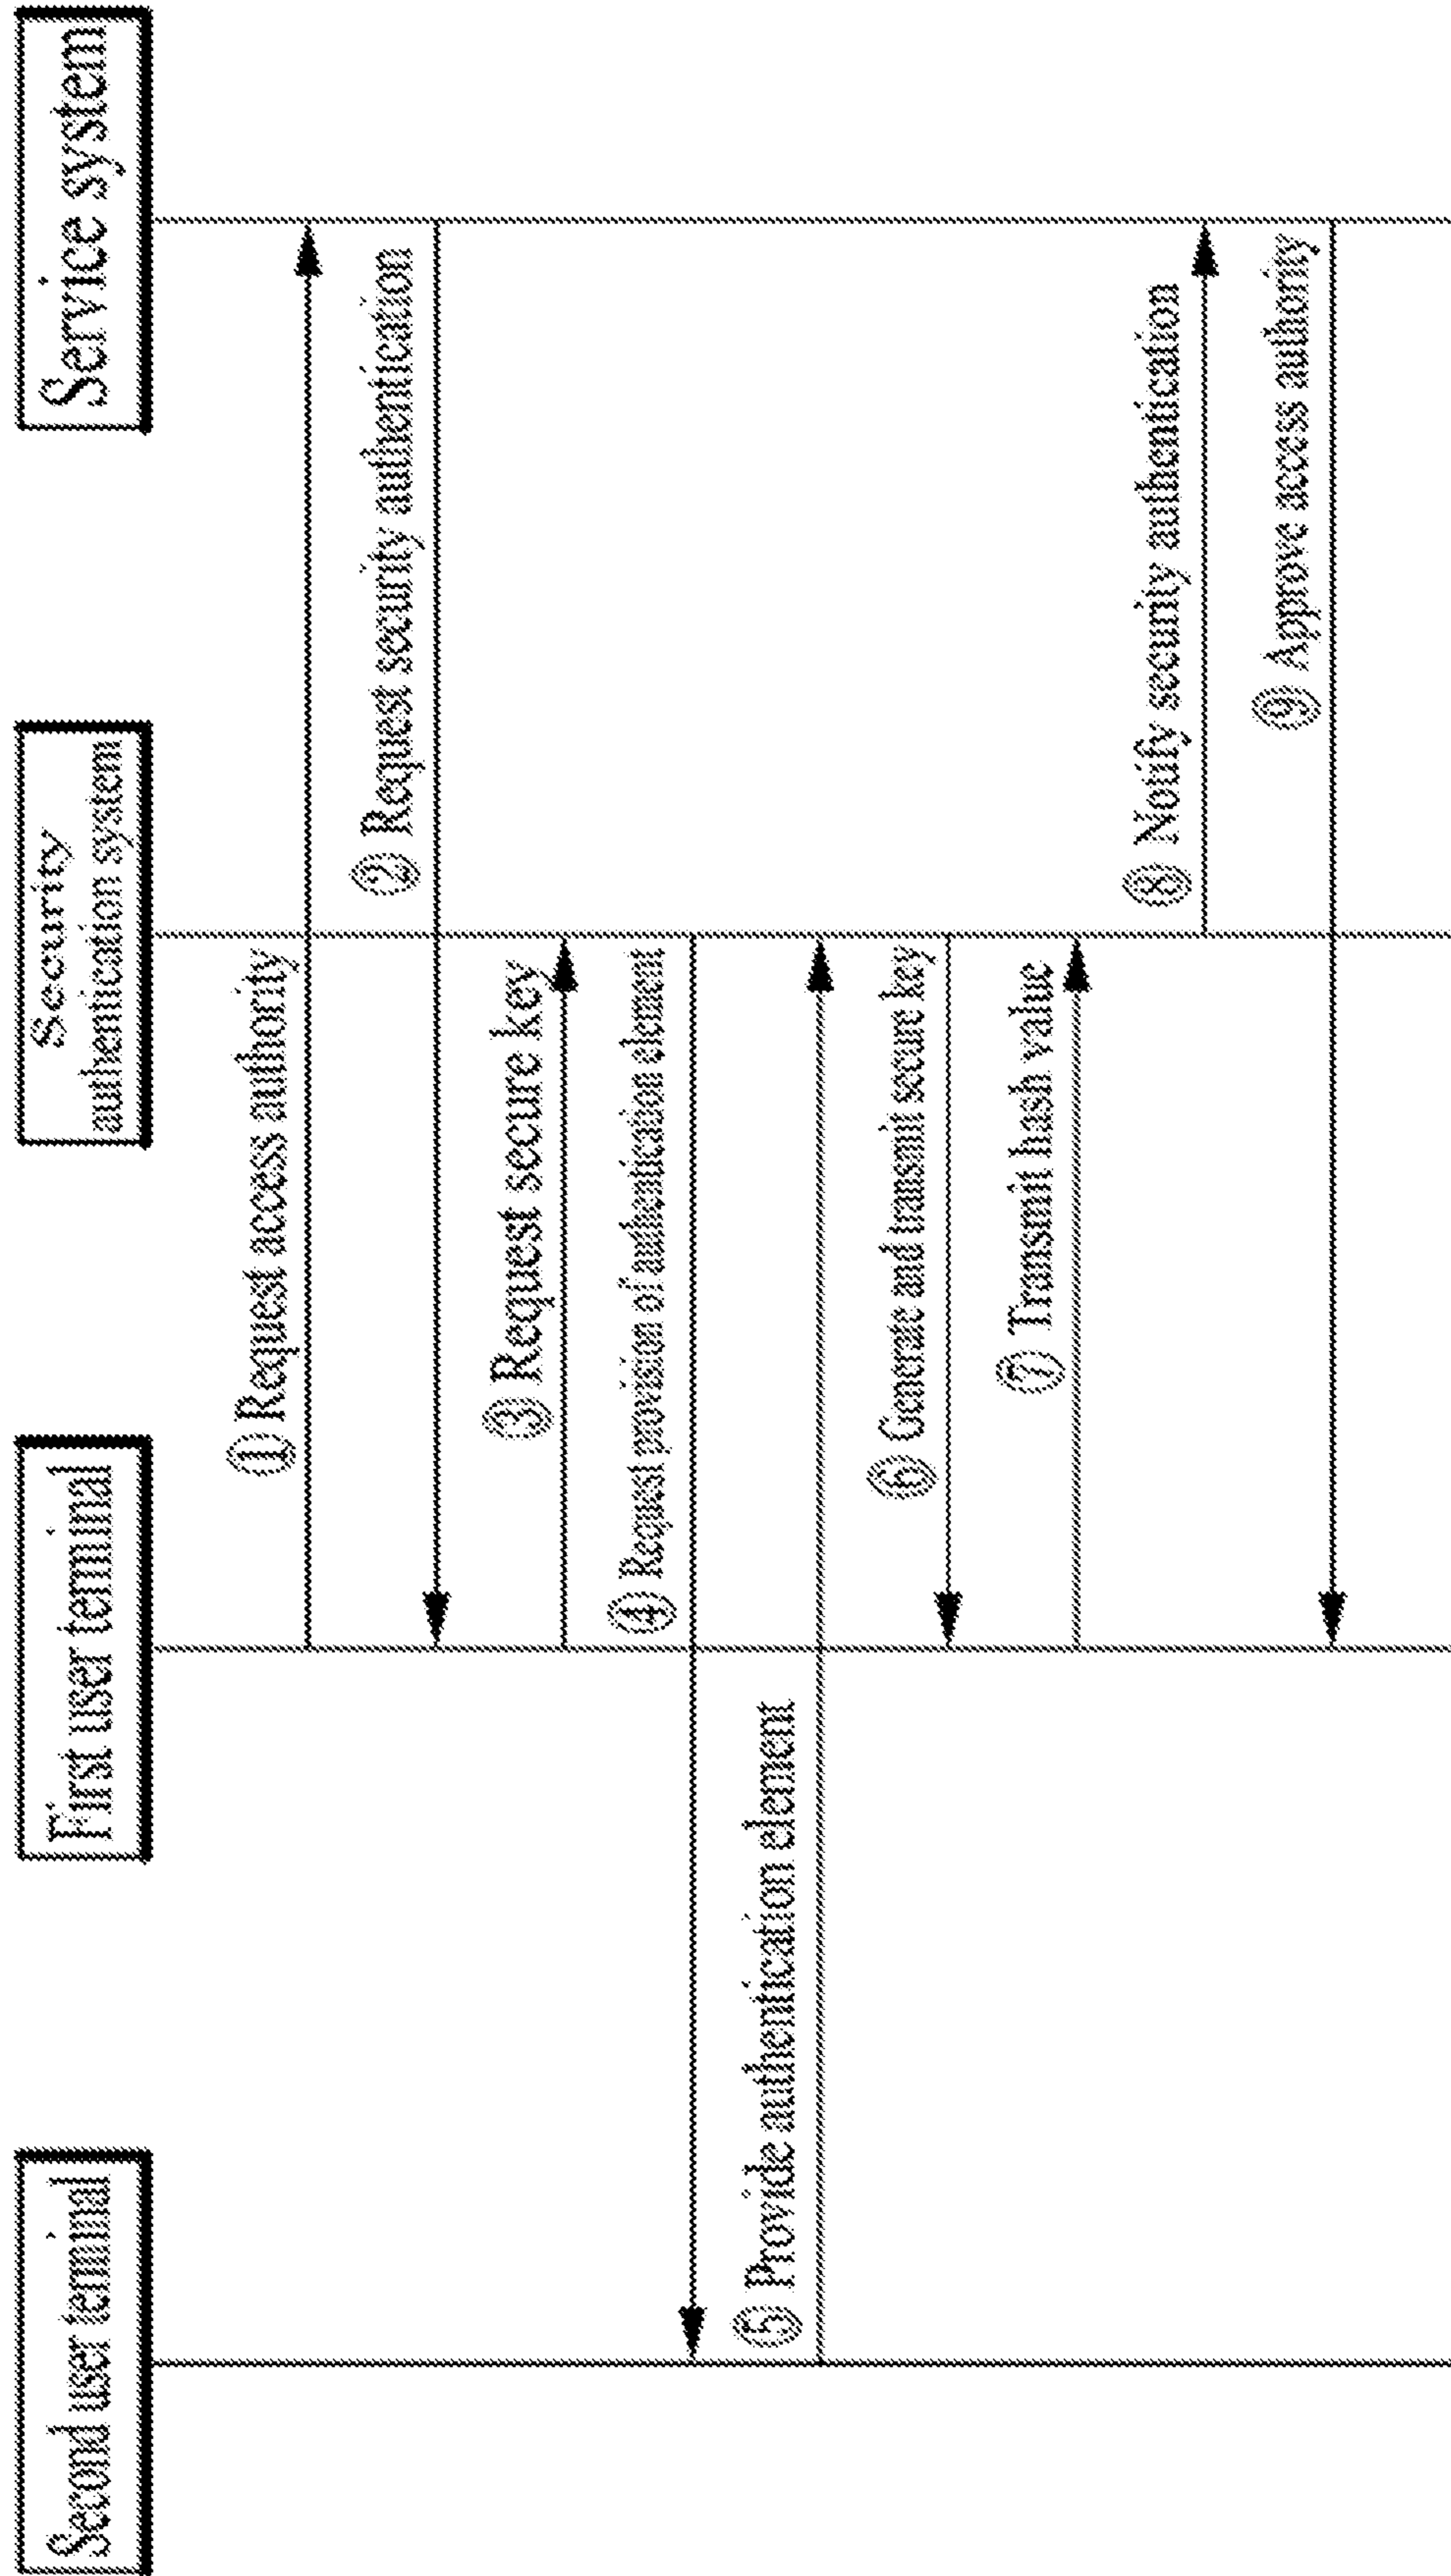 Second user terminal
First user terminal
Security
authentication system
Service system
① Request access authority
② Request security authentication
③ Request secure key
④ Request provision of authentication element
⑤ Provide authentication element
⑥ Generate and transmit secure key
⑦ Transmit hash value
⑧ Notify security authentication
⑨ Approve access authority